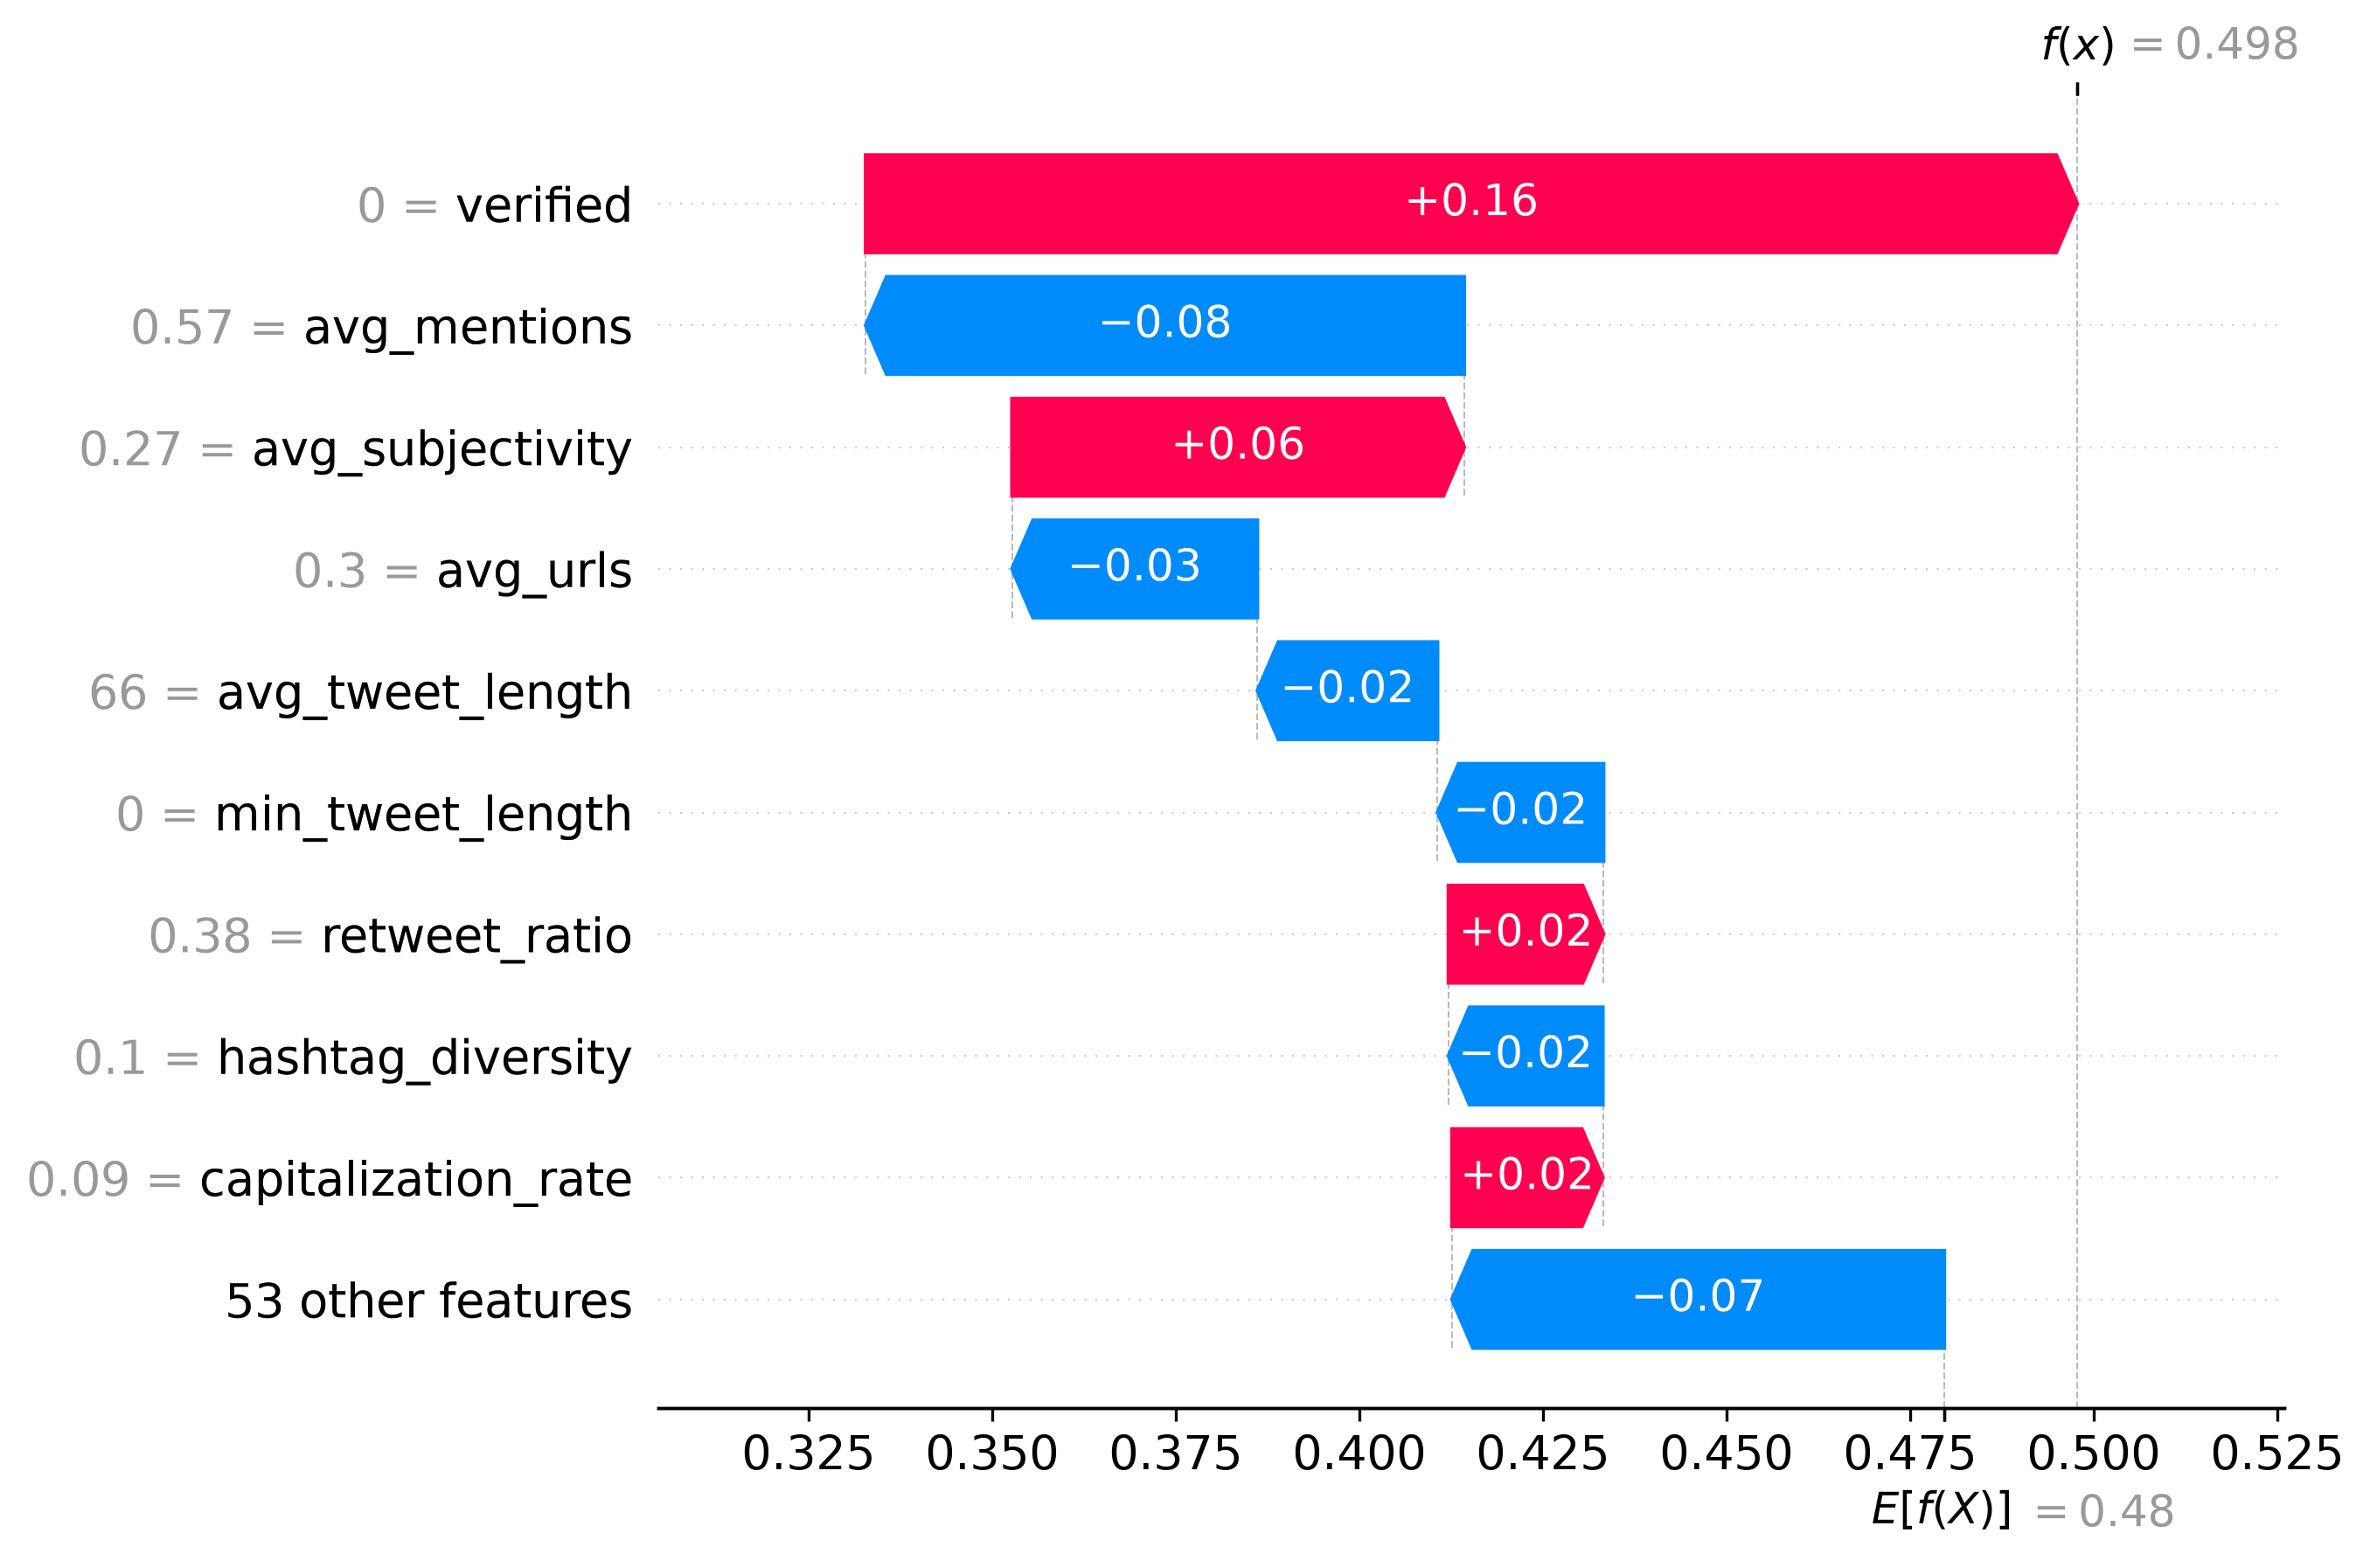 f(x) = 0.498
0 = verified +0.16
0.57 = avg_mentions −0.08
0.27 = avg_subjectivity +0.06
0.3 = avg_urls −0.03
66 = avg_tweet_length −0.02
0 = min_tweet_length −0.02
0.38 = retweet_ratio +0.02
0.1 = hashtag_diversity −0.02
0.09 = capitalization_rate +0.02
53 other features −0.07
0.325 0.350 0.375 0.400 0.425 0.450 0.475 0.500 0.525
E[f(X)] = 0.48